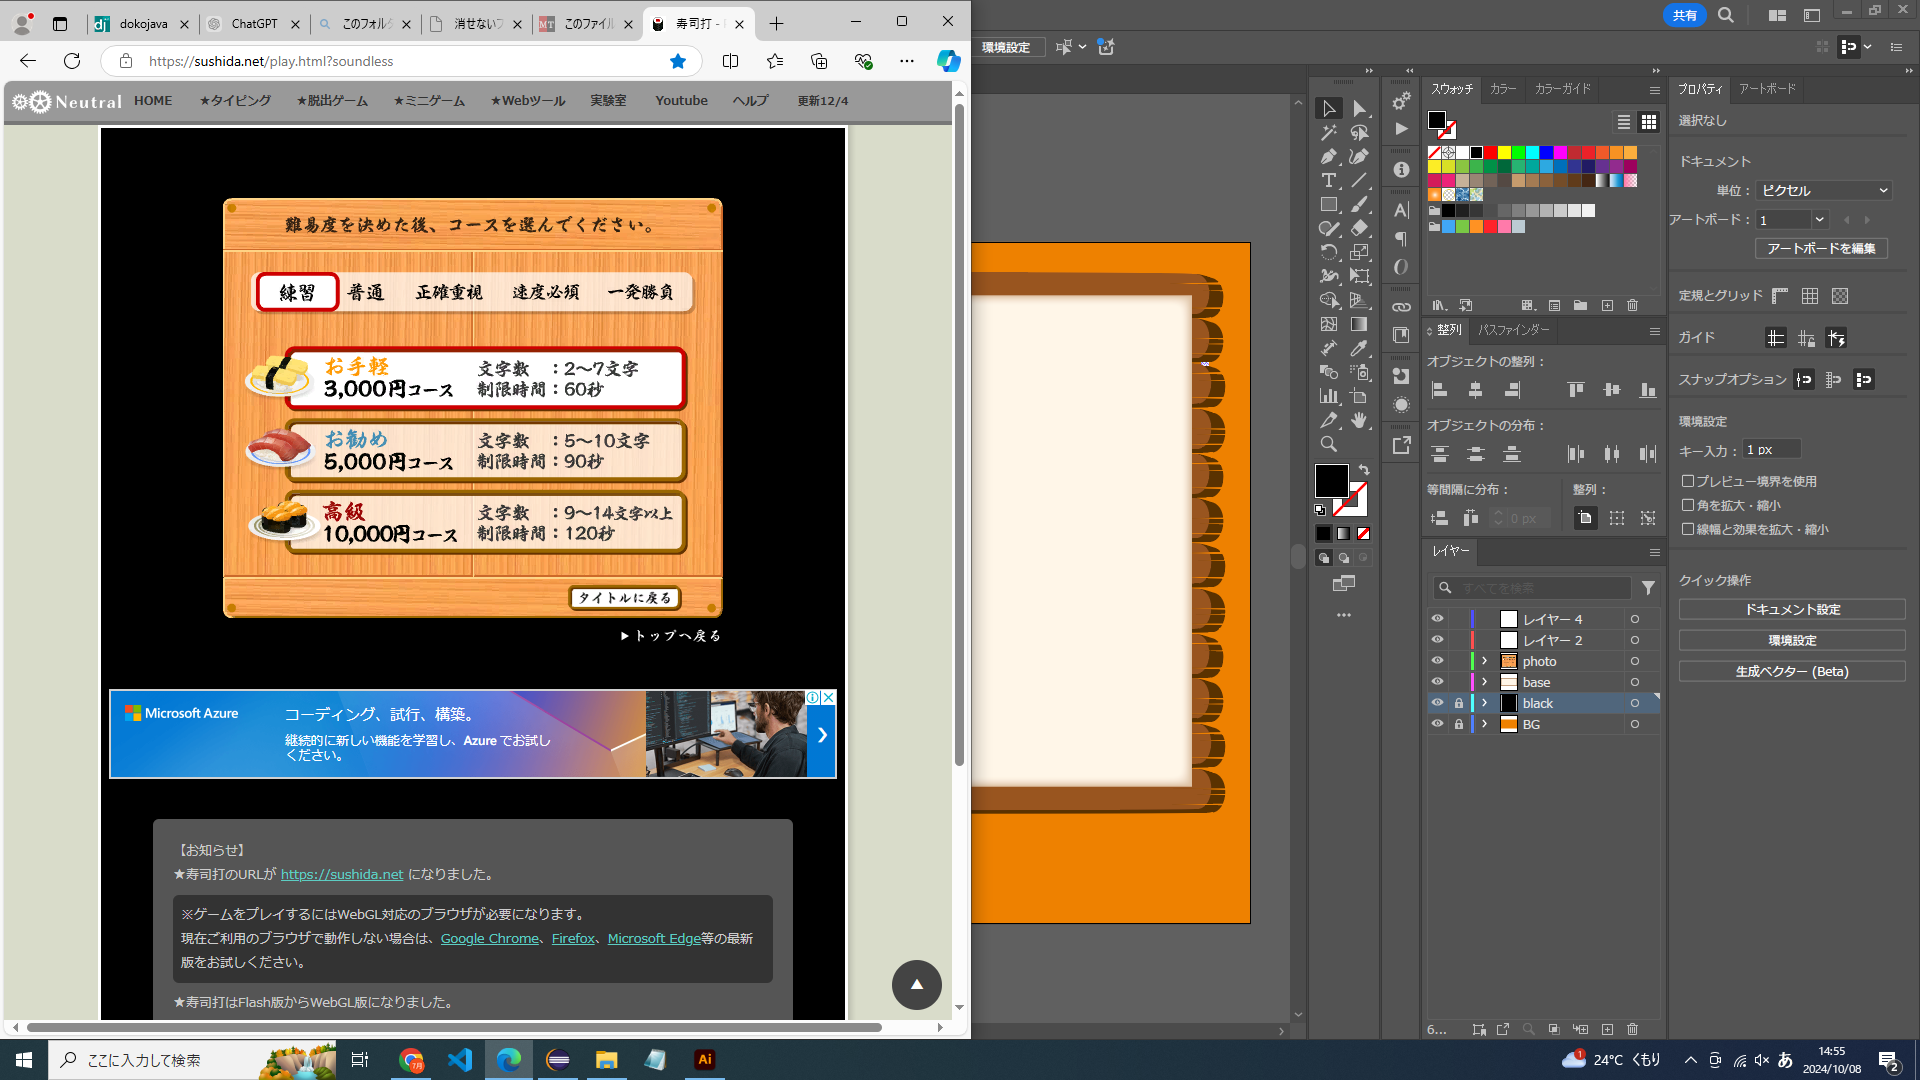 dokojava
ChatGPT
このフォルダ
消せないフ
このファイル
寿司打 -
https://sushida.net/play.html?soundless
Neutral
HOME
★タイピング
★脱出ゲーム
★ミニゲーム
★Webツール
実験室
Youtube
ヘルプ
更新12/4
難易度を決めた後、コースを選んでください。
練習
普通
正確重視
速度必須
一発勝負
お手軽
3,000円コース
文字数 ：2〜7文字
制限時間：60秒
お勧め
5,000円コース
文字数 ：5〜10文字
制限時間：90秒
高級
10,000円コース
文字数 ：9〜14文字以上
制限時間：120秒
タイトルに戻る
▶トップへ戻る
Microsoft Azure
コーディング、試行、構築。
継続的に新しい機能を学習し、Azure でお試し
ください。
【お知らせ】
★寿司打のURLが https://sushida.net になりました。
※ゲームをプレイするにはWebGL対応のブラウザが必要になります。
現在ご利用のブラウザで動作しない場合は、Google Chrome、Firefox、Microsoft Edge等の最新
版をお試しください。
★寿司打はFlash版からWebGL版になりました。
共有
環境設定
スウォッチ
カラー
カラーガイド
整列
パスファインダー
オブジェクトの整列：
オブジェクトの分布：
等間隔に分布：
整列：
0 px
レイヤー
すべてを検索
レイヤー 4
レイヤー 2
photo
base
black
BG
6...
プロパティ
アートボード
選択なし
ドキュメント
単位：
ピクセル
アートボード：
1
アートボードを編集
定規とグリッド
ガイド
スナップオプション
環境設定
キー入力：
1 px
プレビュー境界を使用
角を拡大・縮小
線幅と効果を拡大・縮小
クイック操作
ドキュメント設定
環境設定
生成ベクター (Beta)
ここに入力して検索
Ai
1
24°C くもり
あ
14:55
2024/10/08
2